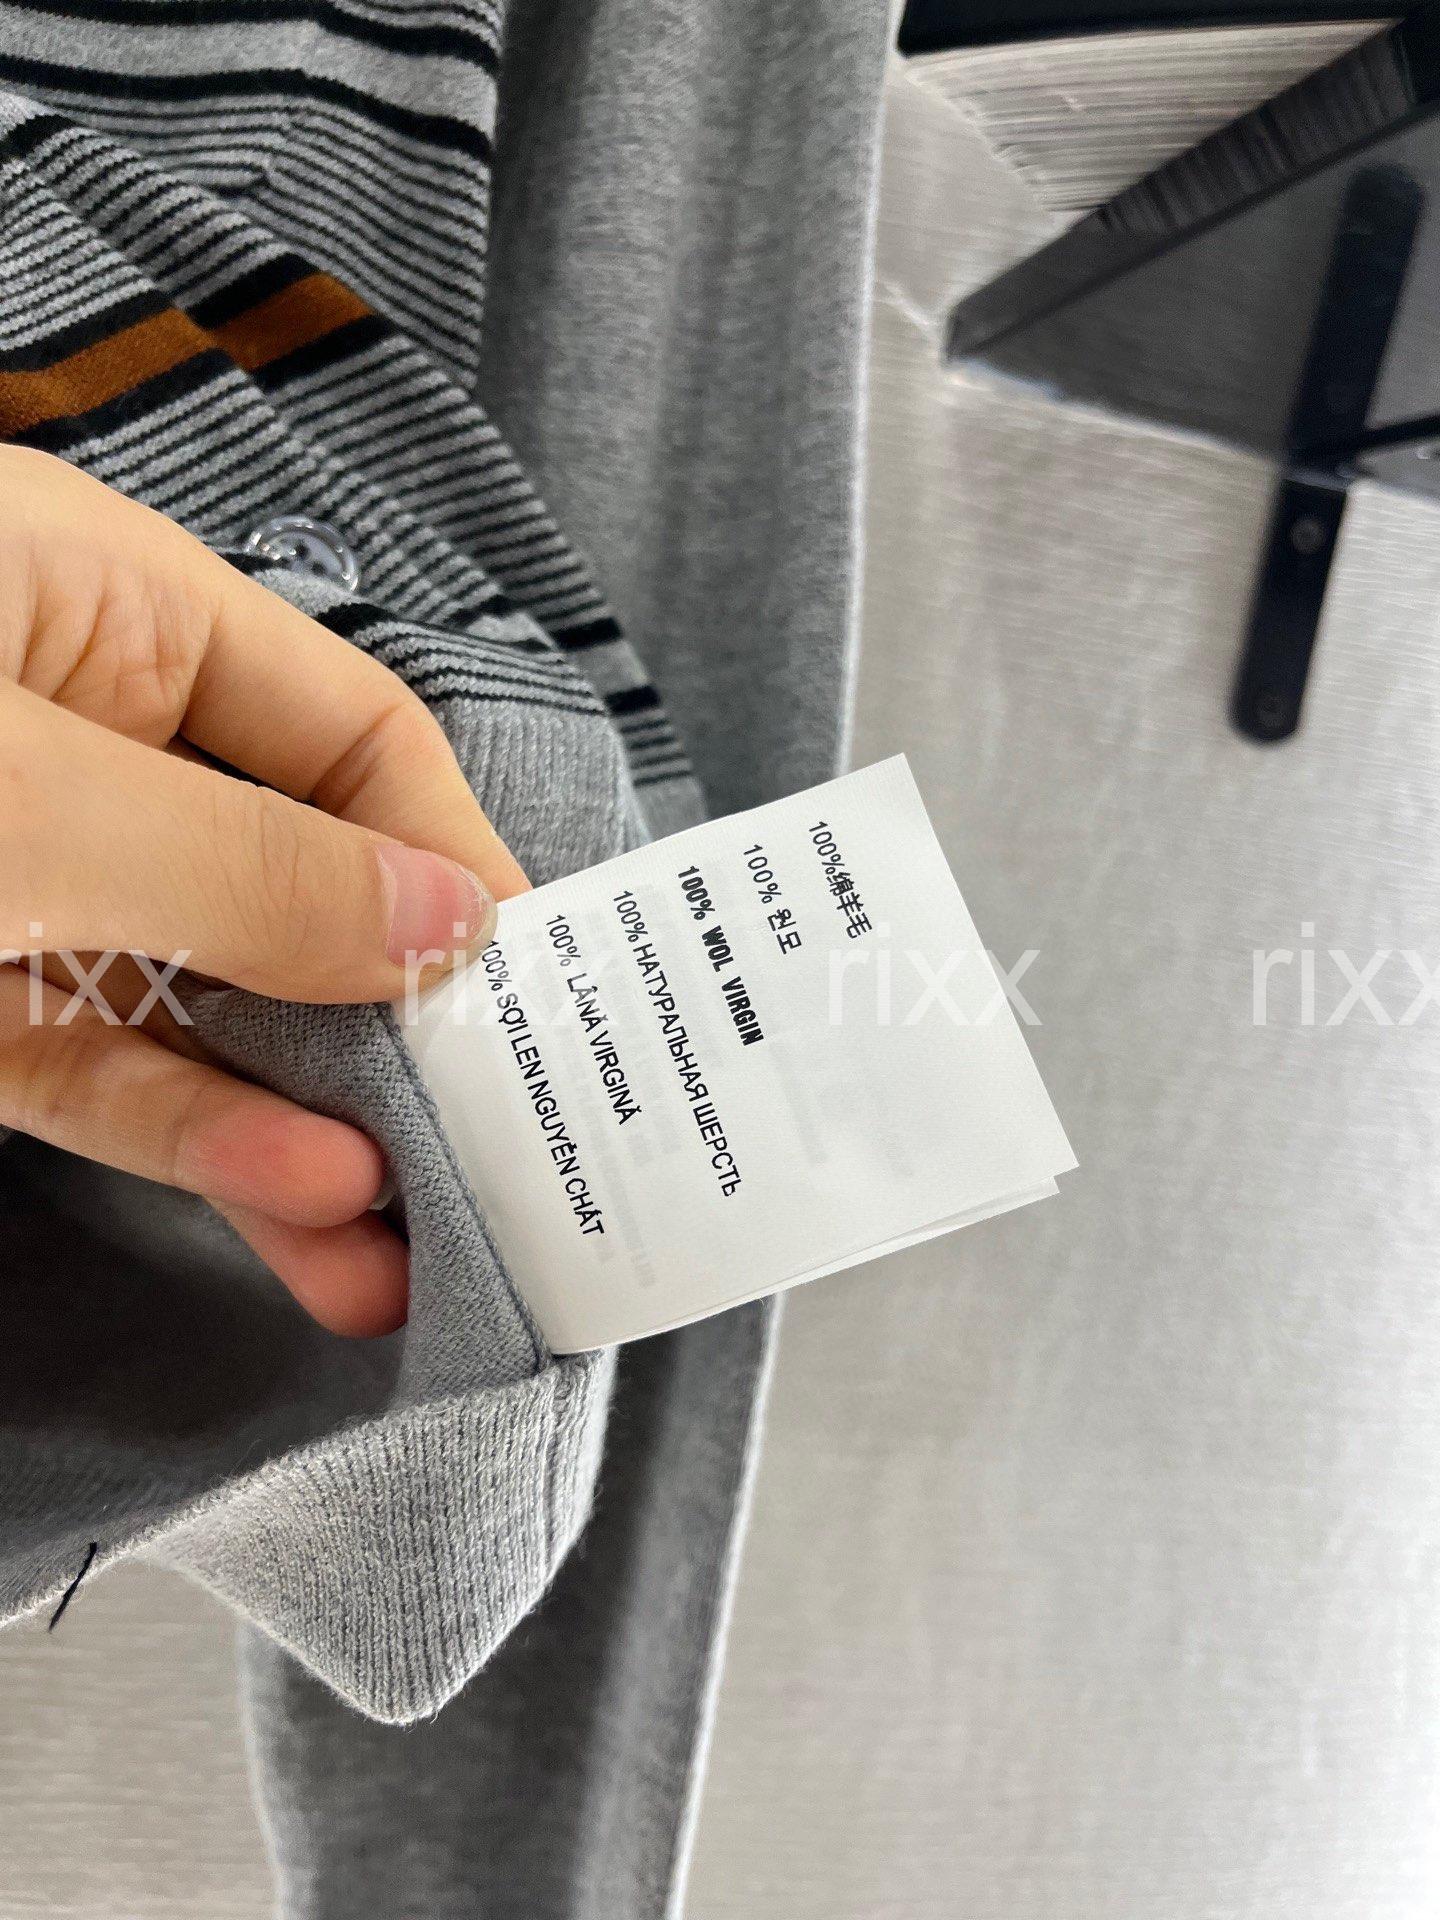 100%绵羊毛
100% 원모
100% WOL VIRGIN
100% НАТУРАЛЬНАЯ ШЕРСТЬ
100% LÂNĂ VIRGINĂ
100% SỢI LEN NGUYÊN CHẤT
rixx
rixx
rixx
rixx